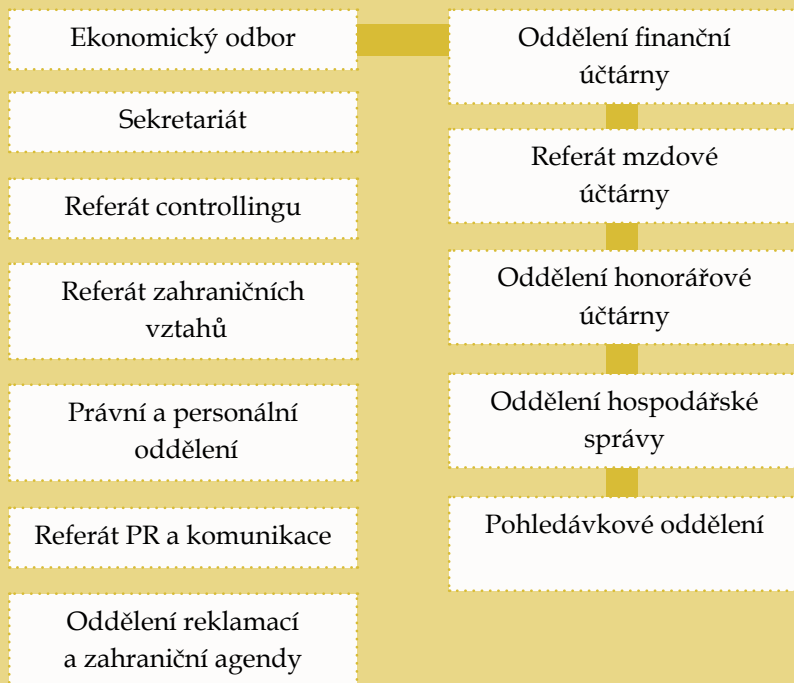 Ekonomický odbor
Sekretariát
Referát controllingu
Referát zahraničních
vztahů
Právní a personální
oddělení
Referát PR a komunikace
Oddělení reklamací
a zahraniční agendy
Oddělení finanční
účtárny
Referát mzdové
účtárny
Oddělení honorářové
účtárny
Oddělení hospodářské
správy
Pohledávkové oddělení